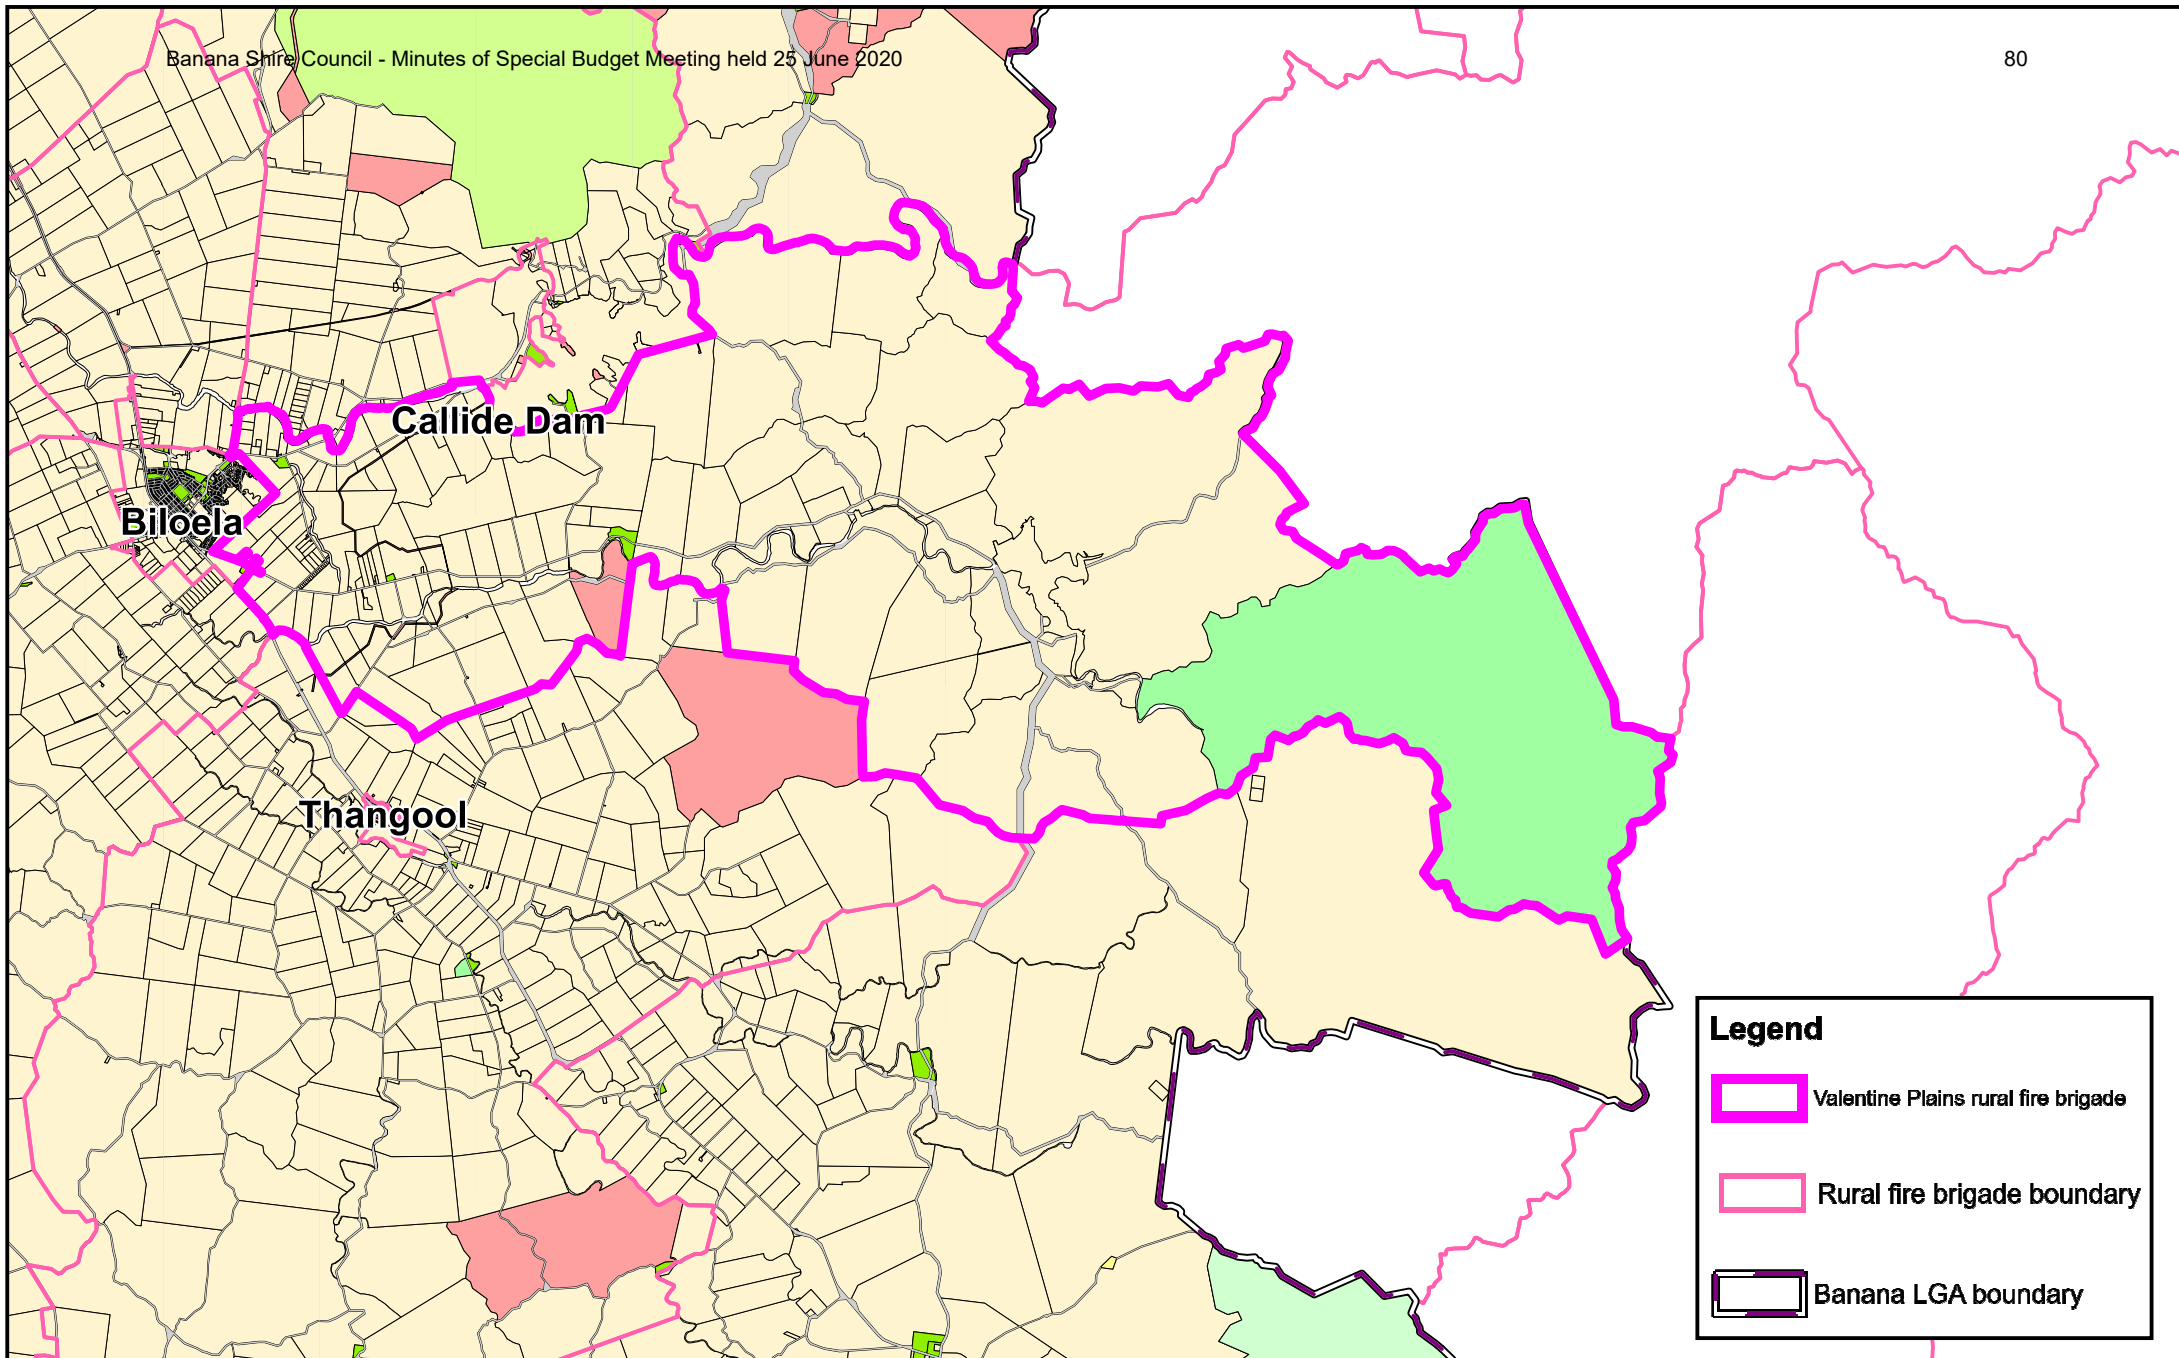 Banana Shire Council - Minutes of Special Budget Meeting held 25 June 2020
80
Callide Dam
Biloela
Thangool
Legend
Valentine Plains rural fire brigade
Rural fire brigade boundary
Banana LGA boundary